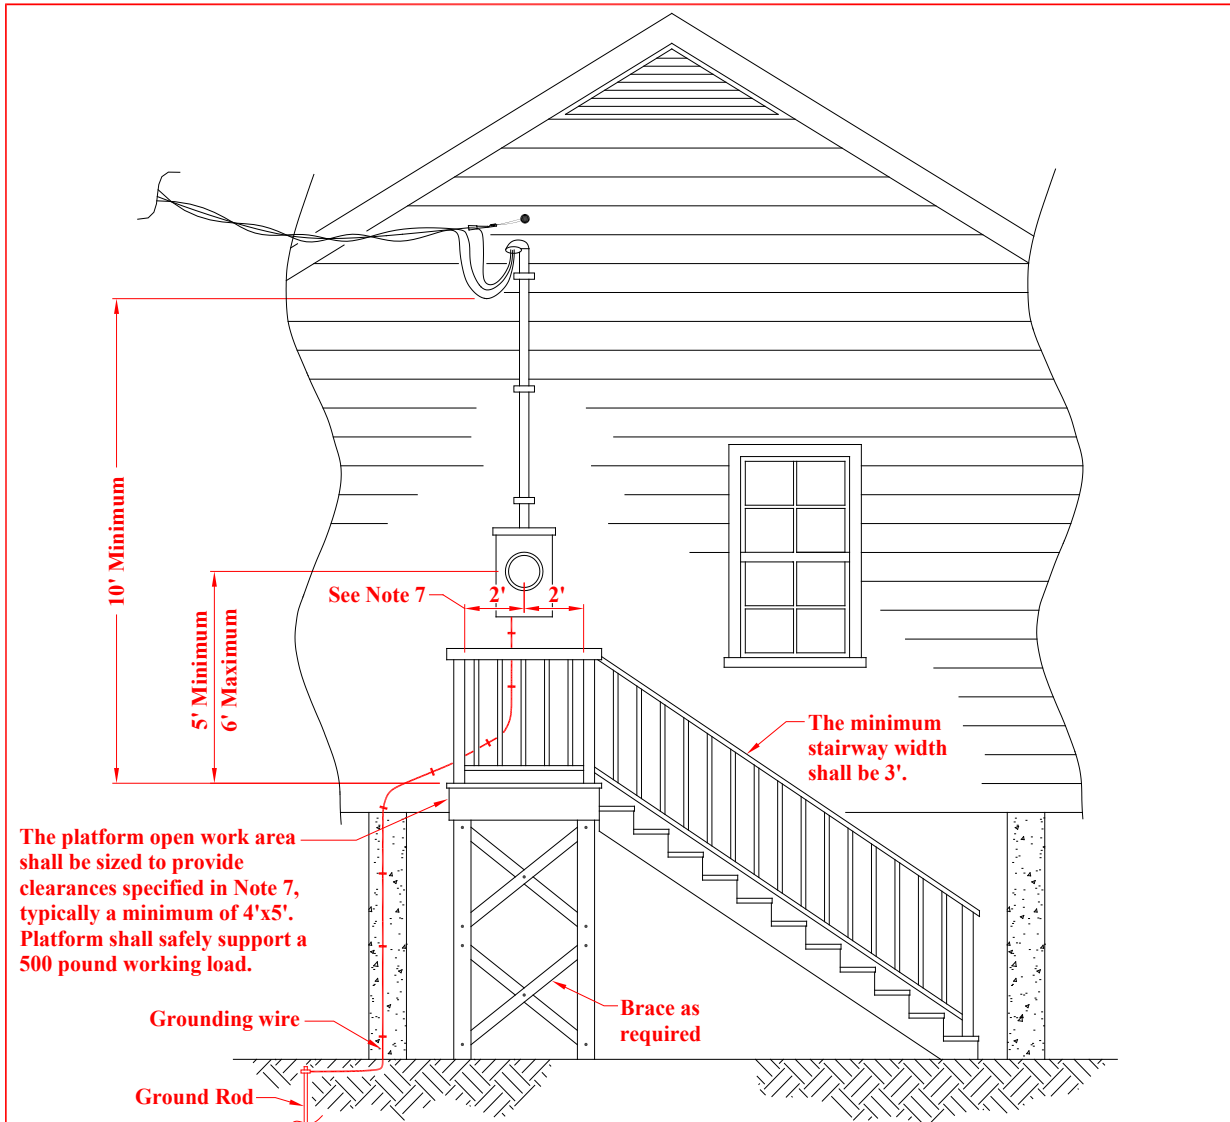 10' Minimum
5' Minimum
6' Maximum
See Note 7
2'
2'
The minimum
stairway width
shall be 3'.
The platform open work area
shall be sized to provide
clearances specified in Note 7,
typically a minimum of 4'x5'.
Platform shall safely support a
500 pound working load.
Grounding wire
Brace as
required
Ground Rod